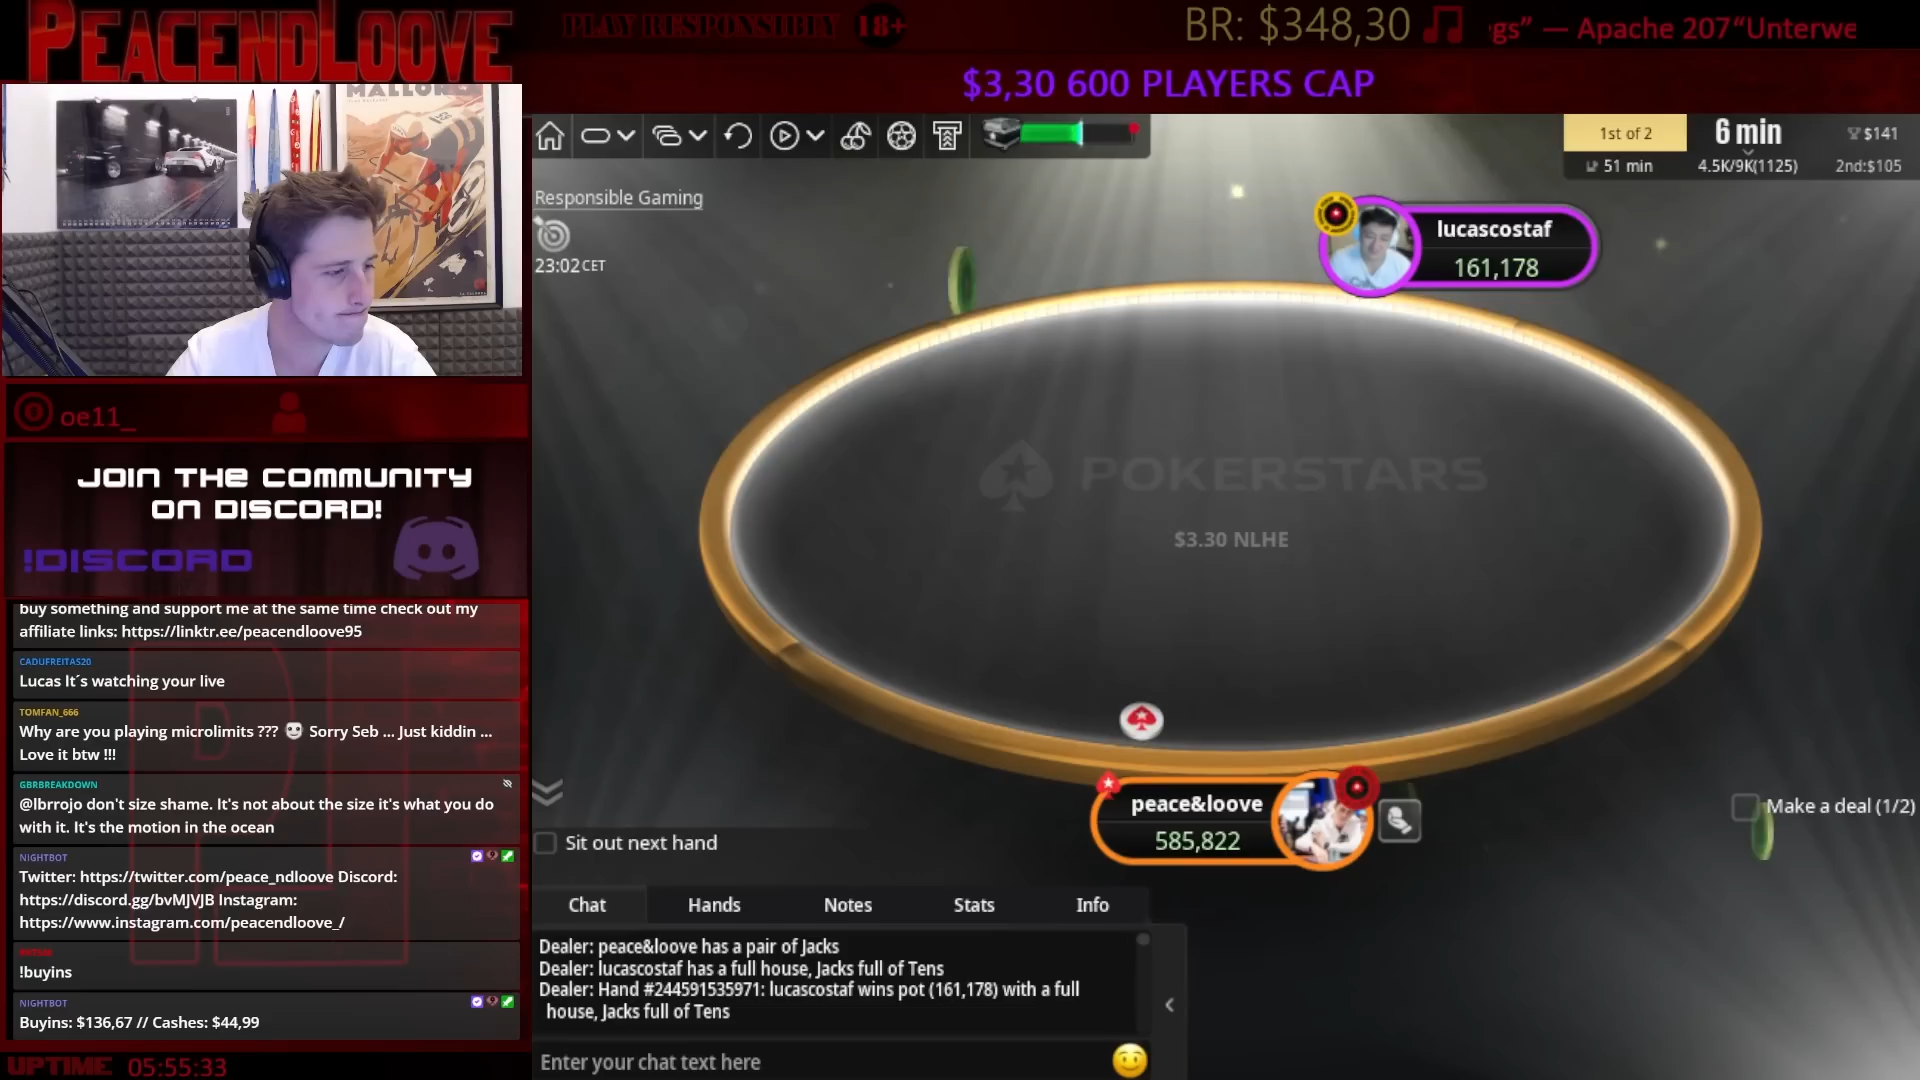 PEACENDLOOVE
PLAY RESPONSIBLY 18+
BR: $348,30
gs” — Apache 207“Unterwe
$3,30 600 PLAYERS CAP
MALLOR
1st of 2
6 min
$141
51 min
4.5K/9K(1125)
2nd:$105
Responsible Gaming
23:02 CET
lucascostaf
161,178
oe11_
JOIN THE COMMUNITY
ON DISCORD!
!DISCORD
POKERSTARS
$3.30 NLHE
buy something and support me at the same time check out my
affiliate links: https://linktr.ee/peacendloove95
CADUFREITAS20
Lucas It´s watching your live
TOMFAN_666
Why are you playing microlimits ??? Sorry Seb ... Just kiddin ...
Love it btw !!!
GBRBREAKDOWN
@lbrrojo don't size shame. It's not about the size it's what you do
with it. It's the motion in the ocean
NIGHTBOT
Twitter: https://twitter.com/peace_ndloove Discord:
https://discord.gg/bvMJVJB Instagram:
https://www.instagram.com/peacendloove_/
!buyins
NIGHTBOT
Buyins: $136,67 // Cashes: $44,99
UPTIME 05:55:33
peace&loove
585,822
Make a deal (1/2)
Sit out next hand
Chat
Hands
Notes
Stats
Info
Dealer: peace&loove has a pair of Jacks
Dealer: lucascostaf has a full house, Jacks full of Tens
Dealer: Hand #244591535971: lucascostaf wins pot (161,178) with a full
house, Jacks full of Tens
Enter your chat text here